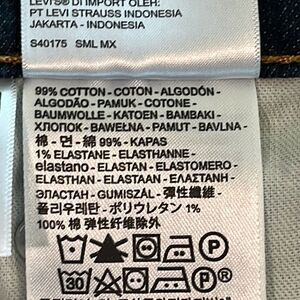 LEVI'S® DI IMPOR OLEH:
PT LEVI STRAUSS INDONESIA
JAKARTA - INDONESIA
S40175 SML MX
99% COTTON - COTON - ALGODÓN -
ALGODÃO - PAMUK - COTONE -
BAUMWOLLE - KATOEN - BAMBAKI -
ХЛОПОК - BAWEŁNA - PAMUT - BAVLNA -
棉 - 면 - 綿 99% - KAPAS
1% ELASTANE - ELASTHANNE -
elastano - ELASTAN - ELASTOMERO -
ELASTHAN - ELASTAAN - ELASTANE -
ЭЛАСТАН - GUMISZÁL - 彈性纖維 -
폴리우레탄 - ポリウレタン 1%
100% 棉 弹性纤维除外
P
30 P